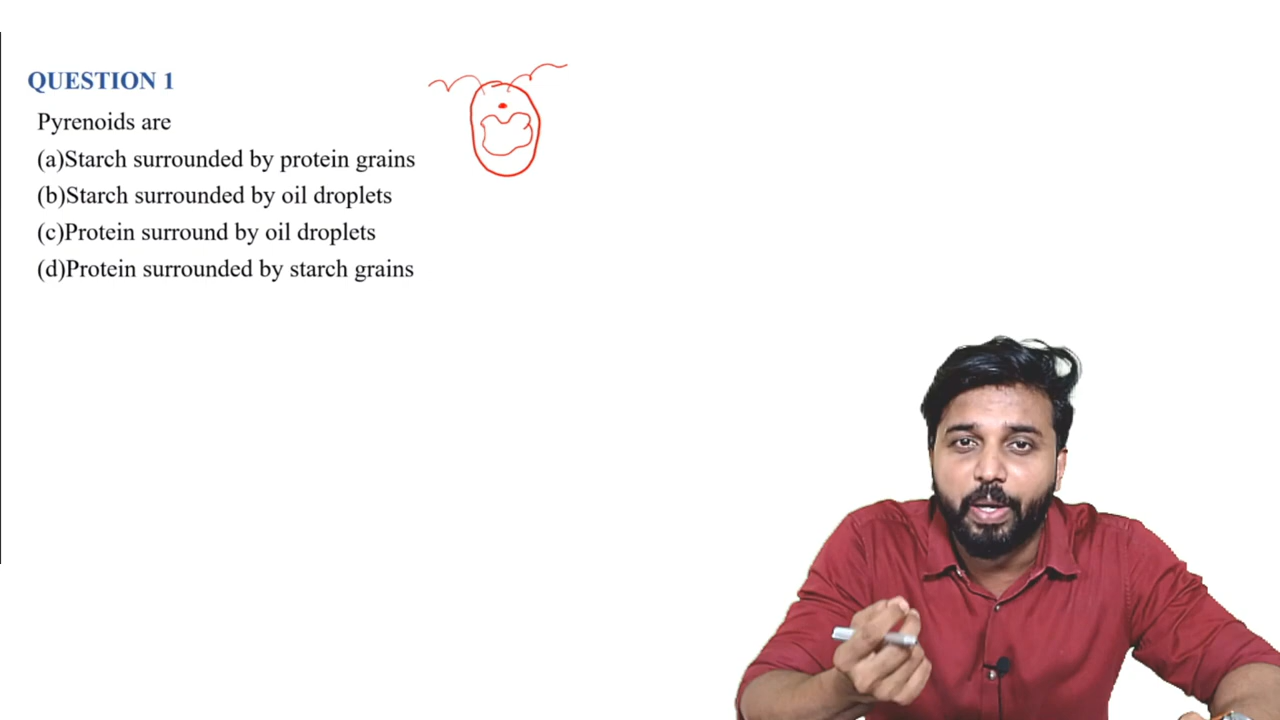 QUESTION 1
Pyrenoids are
(a)Starch surrounded by protein grains
(b)Starch surrounded by oil droplets
(c)Protein surround by oil droplets
(d)Protein surrounded by starch grains